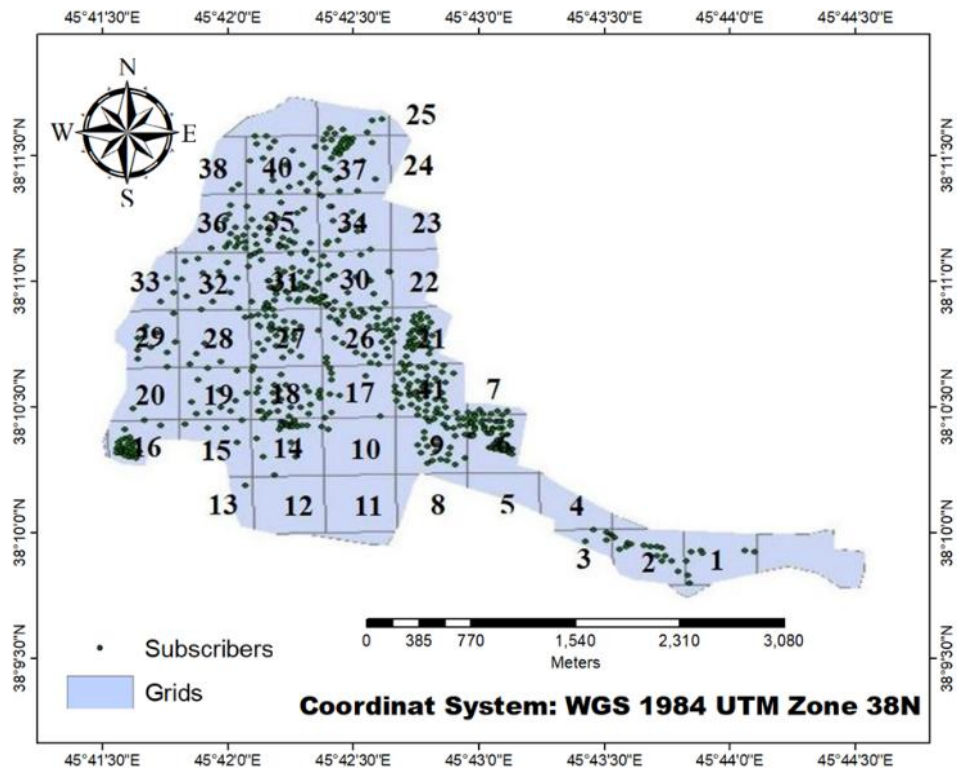 45°41'30"E 45°42'0"E 45°42'30"E 45°43'0"E 45°43'30"E 45°44'0"E 45°44'30"E
N
W E
S
25
38°11'30"N 38°11'30"N
38 40 37 24
36 35 34 23
33 32 31 30 22
38°11'0"N 38°11'0"N
29 28 27 26 21
20 19 18 17 41 7
38°10'30"N 38°10'30"N
16 15 14 10 9 6
13 12 11 8 5 4
38°10'0"N 38°10'0"N
3 2 1
0 385 770 1,540 2,310 3,080
Meters
38°9'30"N 38°9'30"N
Subscribers
Grids
Coordinat System: WGS 1984 UTM Zone 38N
45°41'30"E 45°42'0"E 45°42'30"E 45°43'0"E 45°43'30"E 45°44'0"E 45°44'30"E